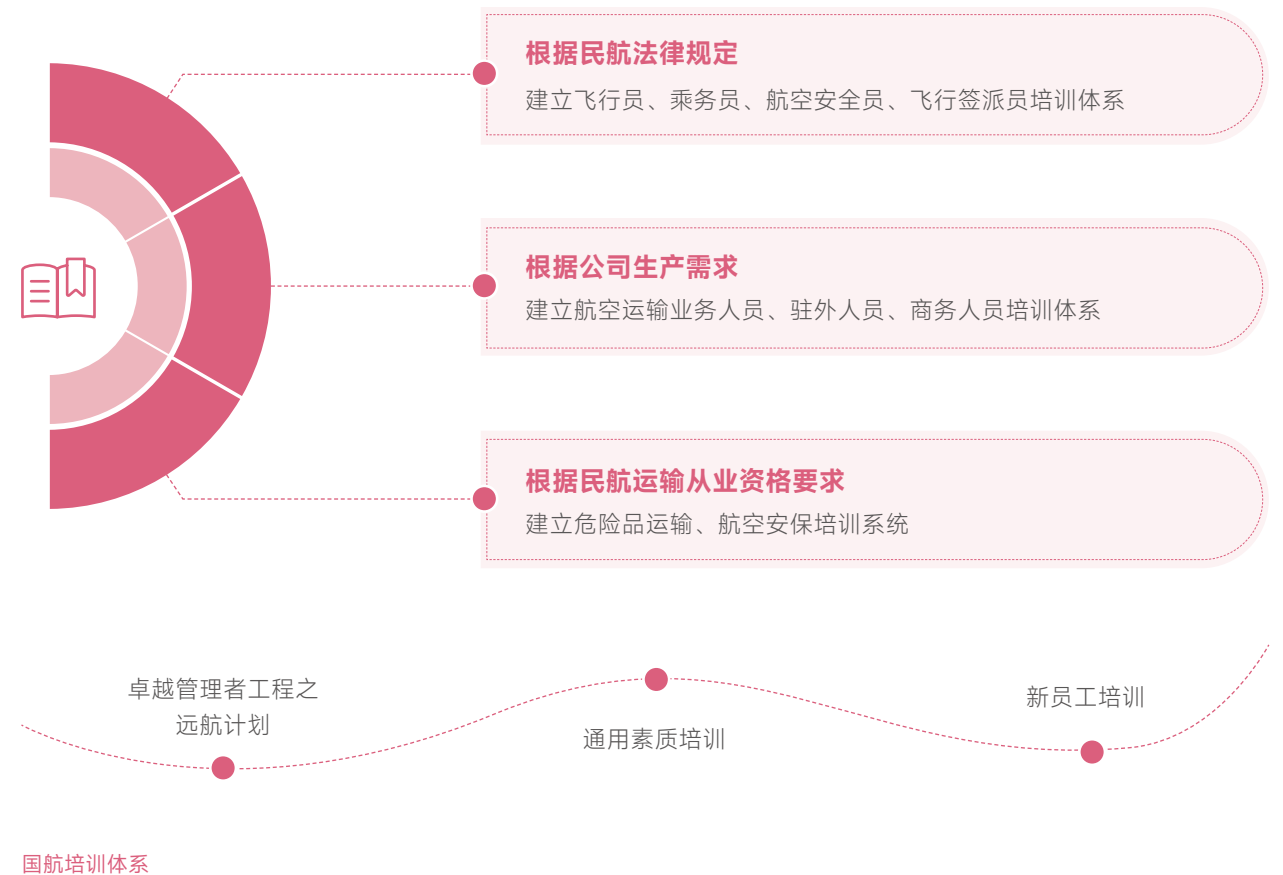 根据民航法律规定
建立飞行员、乘务员、航空安全员、飞行签派员培训体系
根据公司生产需求
建立航空运输业务人员、驻外人员、商务人员培训体系
根据民航运输从业资格要求
建立危险品运输、航空安保培训系统
卓越管理者工程之
远航计划
通用素质培训
新员工培训
国航培训体系